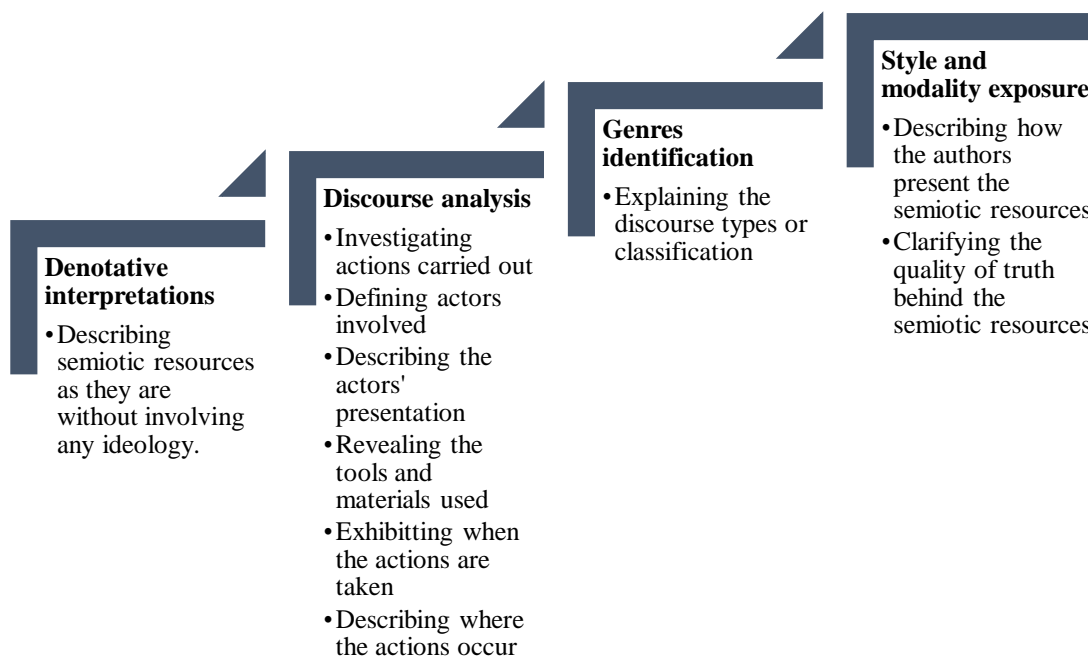 Denotative
interpretations
•Describing
semiotic resources
as they are
without involving
any ideology.
Discourse analysis
•Investigating
actions carried out
•Defining actors
involved
•Describing the
actors'
presentation
•Revealing the
tools and
materials used
•Exhibitting when
the actions are
taken
•Describing where
the actions occur
Genres
identification
•Explaining the
discourse types or
classification
Style and
modality exposure
•Describing how
the authors
present the
semiotic resources
•Clarifying the
quality of truth
behind the
semiotic resources